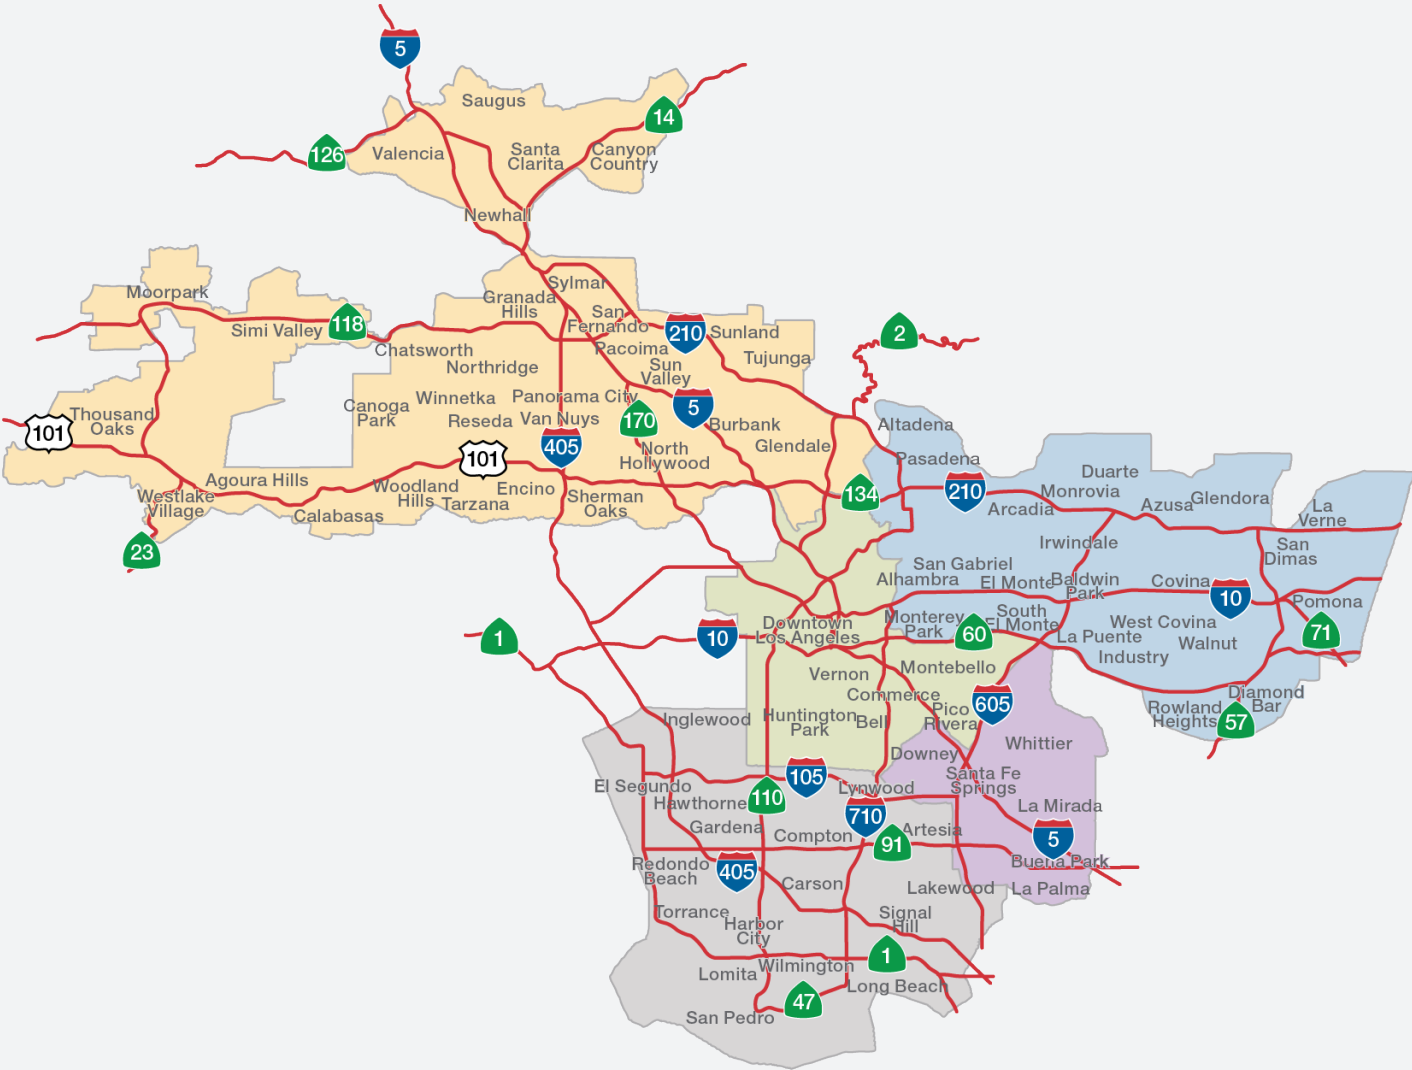 5
Saugus
14
126
Valencia
Santa
Clarita
Canyon
Country
Newhall
Moorpark
Simi Valley
118
Sylmar
Granada
Hills
San
Fernando
210
Sunland
2
Chatsworth
Northridge
Pacoima
Sun
Valley
Tujunga
Thousand
Oaks
101
Canoga
Park
Winnetka
Reseda
Panorama City
Van Nuys
170
5
Burbank
Glendale
405
101
North
Hollywood
Altadena
Pasadena
Agoura Hills
Westlake
Village
23
Calabasas
Woodland
Hills
Tarzana
Encino
Sherman
Oaks
134
210
Arcadia
Monrovia
Duarte
Azusa
Glendora
La
Verne
San
Dimas
Irwindale
San Gabriel
Alhambra
El Monte
Baldwin
Park
Covina
10
Pomona
71
1
10
Downtown
Los Angeles
Monterey
Park
60
South
El Monte
La Puente
West Covina
Walnut
Industry
Vernon
Montebello
Commerce
605
Pico
Rivera
Rowland
Heights
Diamond
Bar
57
Inglewood
Huntington
Park
Bell
Downey
Whittier
El Segundo
Hawthorne
110
105
Lynwood
Santa Fe
Springs
La Mirada
Gardena
Compton
710
91
Artesia
5
Buena Park
Redondo
Beach
405
Carson
Lakewood
La Palma
Torrance
Harbor
City
Signal
Hill
Lomita
Wilmington
1
Long Beach
47
San Pedro